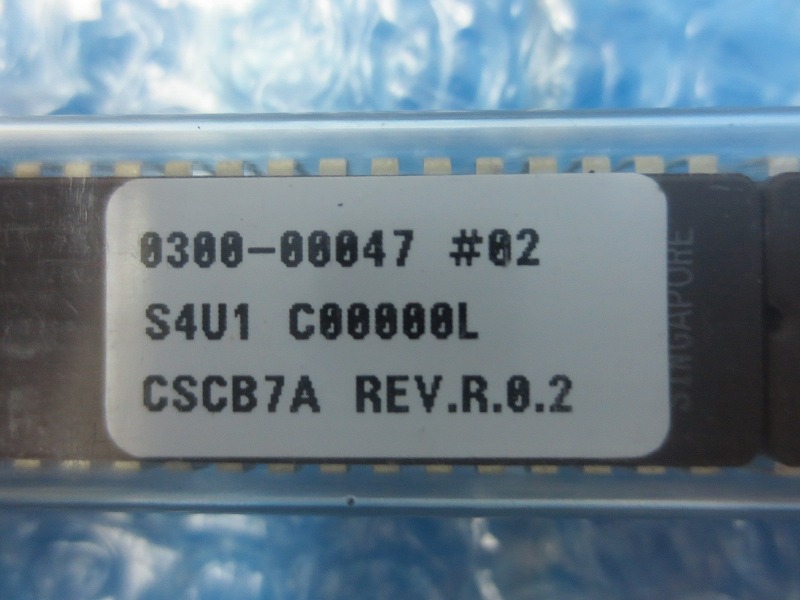 0300-00047 #02
S4U1 C00000L
CSCB7A REV.R.0.2
SINGAPORE